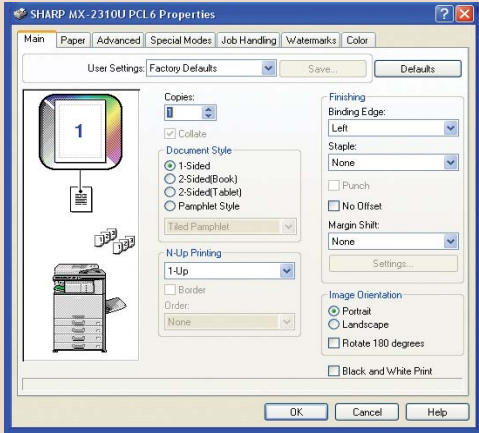 SHARP MX-2310U PCL6 Properties
Main Paper Advanced Special Modes Job Handling Watermarks Color
User Settings: Factory Defaults Save... Defaults
1
Copies:
1
Collate
Document Style
1-Sided
2-Sided(Book)
2-Sided(Tablet)
Pamphlet Style
Tiled Pamphlet
N-Up Printing
1-Up
Border
Order:
None
Finishing
Binding Edge:
Left
Staple:
None
Punch
No Offset
Margin Shift:
None
Settings...
Image Orientation
Portrait
Landscape
Rotate 180 degrees
Black and White Print
OK Cancel Help